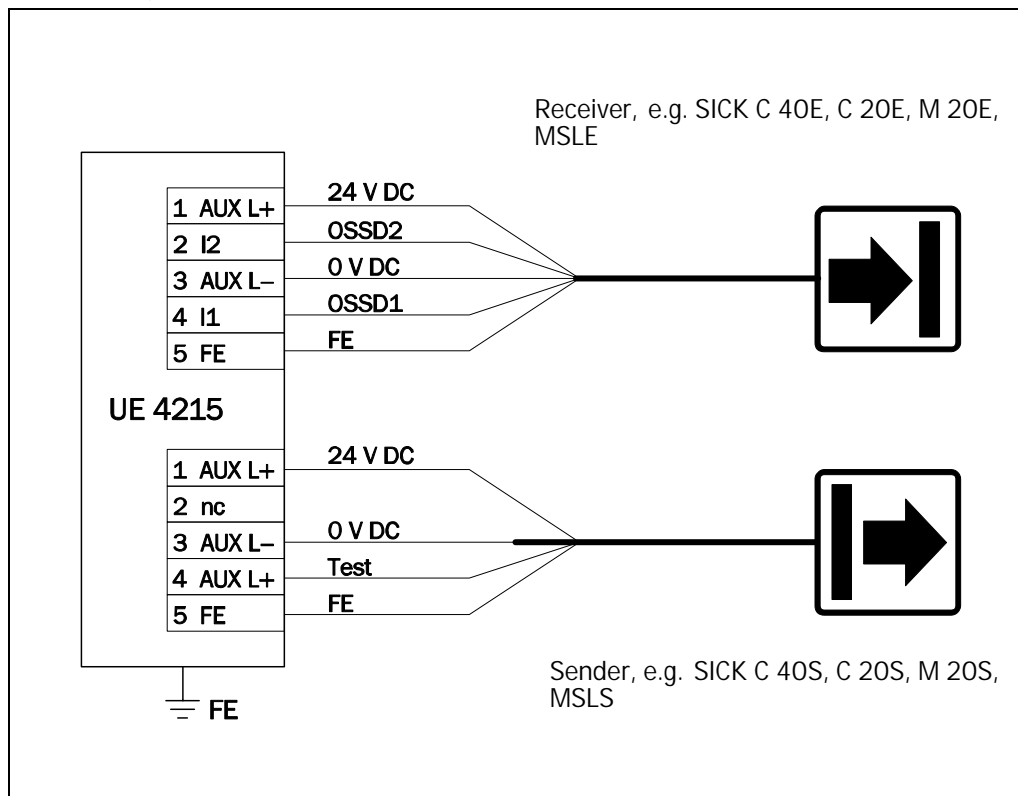 Receiver, e.g. SICK C 40E, C 20E, M 20E,
MSLE
1 AUX L+ 24 V DC
2 I2 OSSD2
3 AUX L– 0 V DC
4 I1 OSSD1
5 FE FE
UE 4215
1 AUX L+ 24 V DC
2 nc
3 AUX L– 0 V DC
4 AUX L+ Test
5 FE FE
Sender, e.g. SICK C 40S, C 20S, M 20S,
MSLS
FE